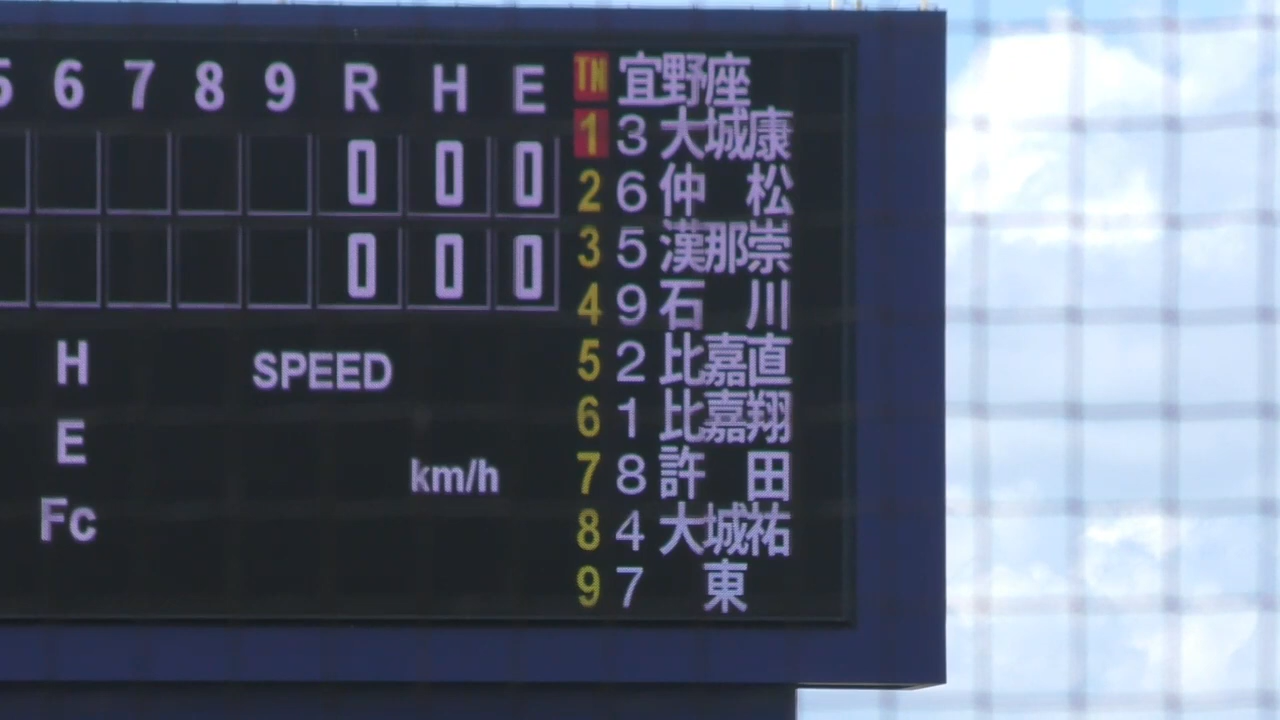 6 7 8 9 R H E
0 0 0
0 0 0
H SPEED
E
km/h
Fc
TN 宜野座
1 3 大城康
2 6 仲 松
3 5 漢那崇
4 9 石 川
5 2 比嘉直
6 1 比嘉翔
7 8 許 田
8 4 大城祐
9 7 東